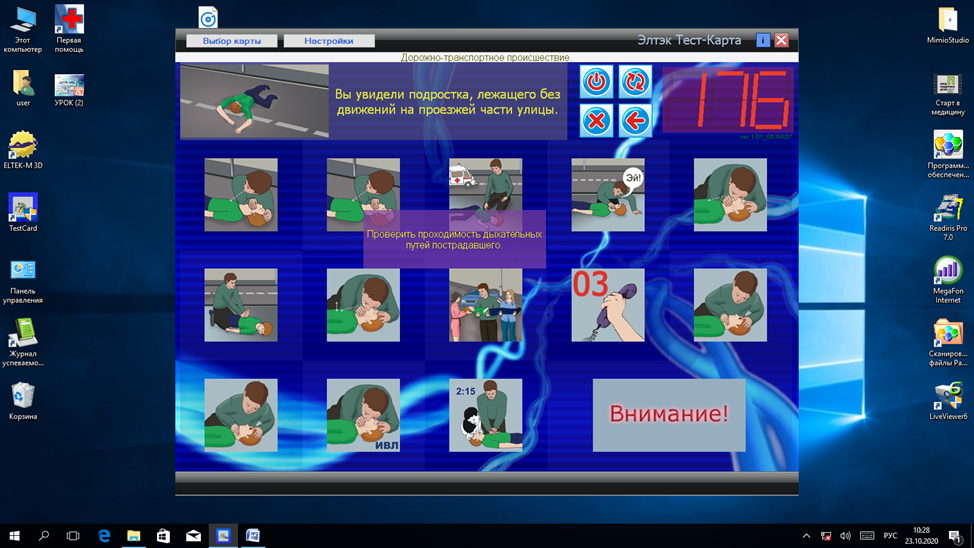 Этот
компьютер
Первая
помощь
user
УРОК (2)
ELTEK-M 3D
TestCard
Панель
управления
Журнал
успеваемо...
Корзина
Выбор карты
Настройки
Элтэк Тест-Карта
i
Дорожно-транспортное происшествие.
Вы увидели подростка, лежащего без
движений на проезжей части улицы.
176
ver.1.01_05.04.07
Эй!
Проверить проходимость дыхательных
путей пострадавшего.
03
ИВЛ
2:15
Внимание!
MimioStudio
Старт в
медицину
Програм...
обеспечен...
Readiris Pro
7.0
MegaFon
Internet
Сканиров...
файлы Pa...
LiveViewer6
РУС
10:28
23.10.2020